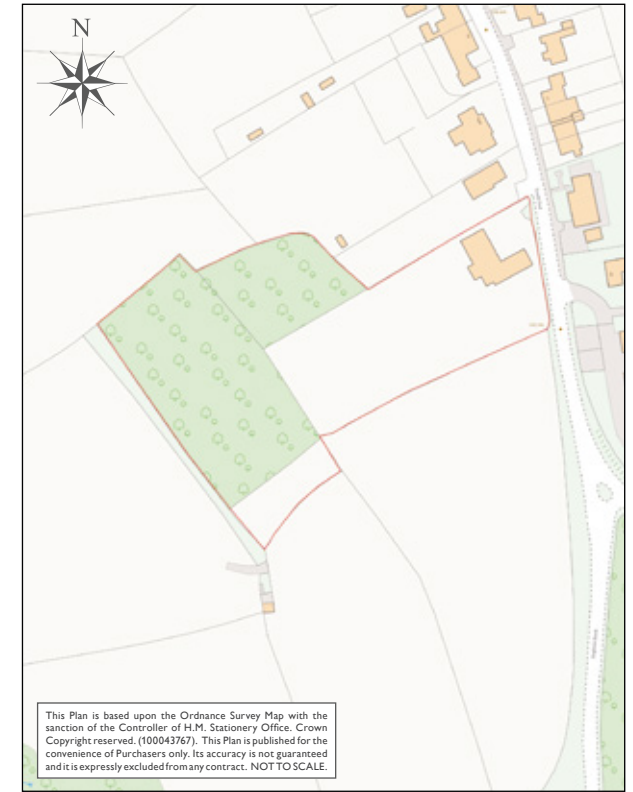 N
This Plan is based upon the Ordnance Survey Map with the
sanction of the Controller of H.M. Stationery Office. Crown
Copyright reserved. (100043767). This Plan is published for the
convenience of Purchasers only. Its accuracy is not guaranteed
and it is expressly excluded from any contract. NOT TO SCALE.